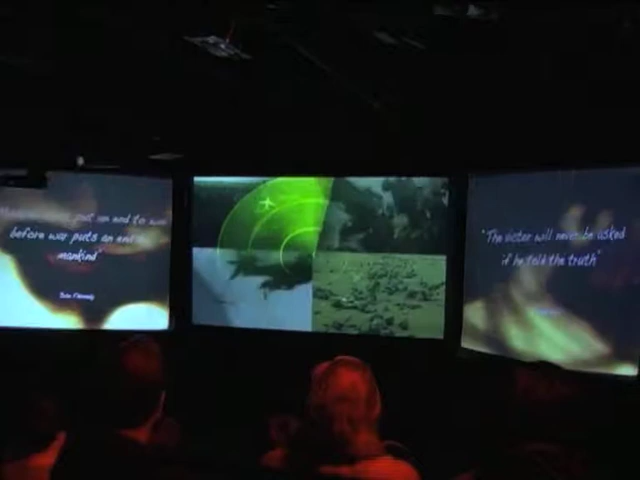 put an end to war
before war puts an end to
mankind"
"The victor will never be asked
if he told the truth"